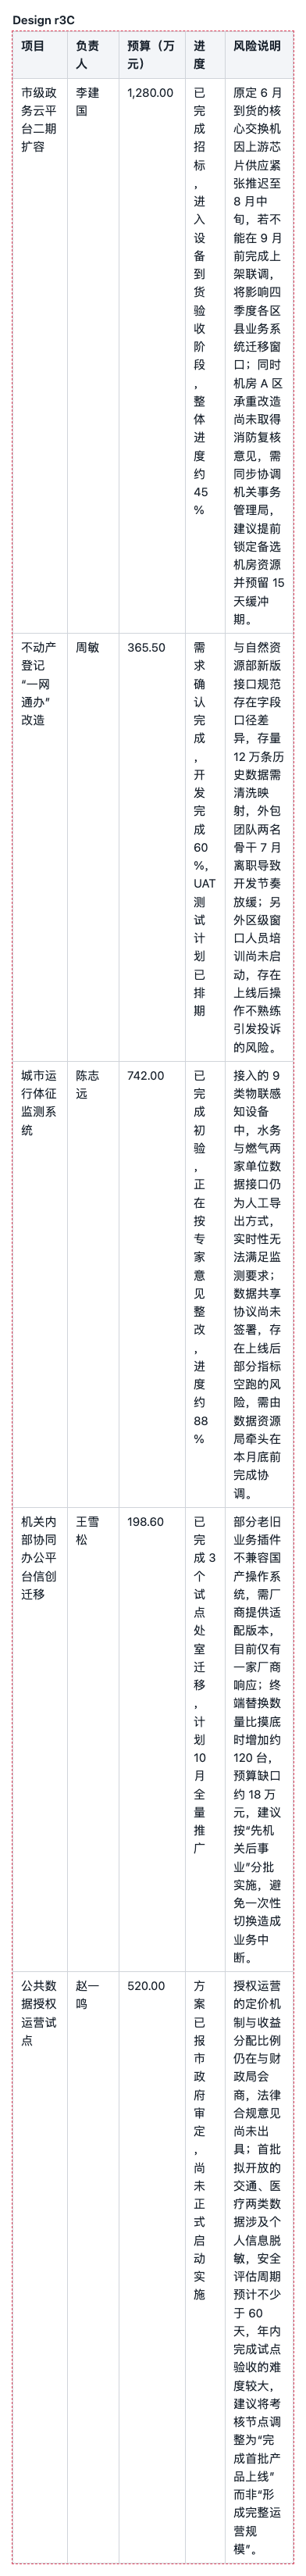 Design r3C
项目
负责
人
预算（万
元）
进
度
风险说明
市级政
务云平
台二期
扩容
李建
国
1,280.00
已
完
成
招
标
，
进
入
设
备
到
货
验
收
阶
段
，
整
体
进
度
约
45
%
原定 6 月
到货的核
心交换机
因上游芯
片供应紧
张推迟至
8 月中
旬，若不
能在 9 月
前完成上
架联调，
将影响四
季度各区
县业务系
统迁移窗
口；同时
机房 A 区
承重改造
尚未取得
消防复核
意见，需
同步协调
机关事务
管理局，
建议提前
锁定备选
机房资源
并预留 15
天缓冲
期。
不动产
登记
“一网
通办”
改造
周敏
365.50
需
求
确
认
完
成
，
开
发
完
成
60
%，
UAT
测
试
计
划
已
排
期
与自然资
源部新版
接口规范
存在字段
口径差
异，存量
12 万条历
史数据需
清洗映
射，外包
团队两名
骨干 7 月
离职导致
开发节奏
放缓；另
外区级窗
口人员培
训尚未启
动，存在
上线后操
作不熟练
引发投诉
的风险。
城市运
行体征
监测系
统
陈志
远
742.00
已
完
成
初
验
，
正
在
按
专
家
意
见
整
改
，
进
度
约
88
%
接入的 9
类物联感
知设备
中，水务
与燃气两
家单位数
据接口仍
为人工导
出方式，
实时性无
法满足监
测要求；
数据共享
协议尚未
签署，存
在上线后
部分指标
空跑的风
险，需由
数据资源
局牵头在
本月底前
完成协
调。
机关内
部协同
办公平
台信创
迁移
王雪
松
198.60
已
完
成 3
个
试
点
处
室
迁
移
，
计
划
10
月
全
量
推
广
部分老旧
业务插件
不兼容国
产操作系
统，需厂
商提供适
配版本，
目前仅有
一家厂商
响应；终
端替换数
量比摸底
时增加约
120 台，
预算缺口
约 18 万
元，建议
按“先机
关后事
业”分批
实施，避
免一次性
切换造成
业务中
断。
公共数
据授权
运营试
点
赵一
鸣
520.00
方
案
已
报
市
政
府
审
定
，
尚
未
正
式
启
动
实
施
授权运营
的定价机
制与收益
分配比例
仍在与财
政局会
商，法律
合规意见
尚未出
具；首批
拟开放的
交通、医
疗两类数
据涉及个
人信息脱
敏，安全
评估周期
预计不少
于 60
天，年内
完成试点
验收的难
度较大，
建议将考
核节点调
整为“完
成首批产
品上线”
而非“形
成完整运
营规
模”。